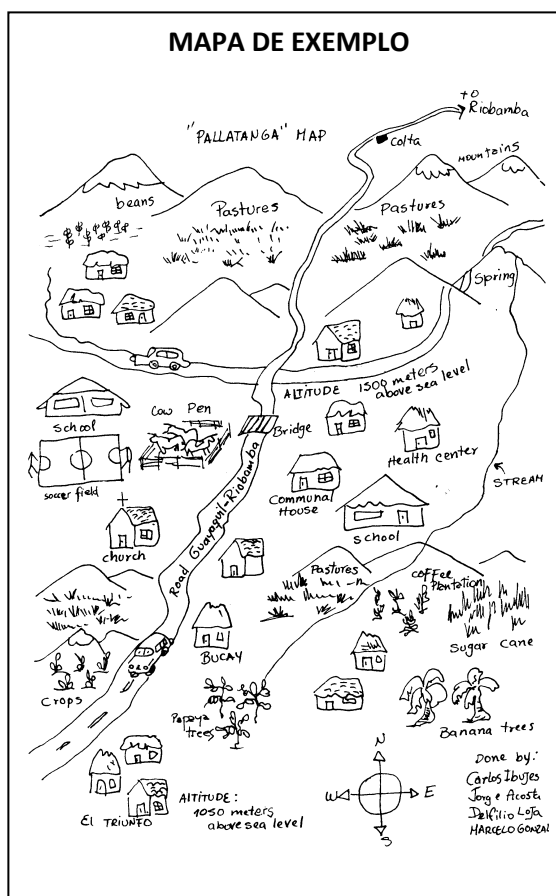 MAPA DE EXEMPLO
to
Riobamba
"PALLATANGA" MAP
Colta
MOUNTAINS
beans
Pastures
Pastures
Spring
ALTITUDE 1500 meters
above sea level
School
Cow Pen
Bridge
Health center
soccer field
Road Guayaquil-Riobamba
Communal
House
STREAM
church
SCHOOL
Pastures
coffee
Plantation
Sugar Cane
BUCAY
Crops
Papaya
trees
Banana trees
N
W
E
S
Done by:
Carlos Ibujes
Jorge Acosta
Delfilio Loja
MARCELO GONZAL
EL TRIUNFO
ALTITUDE:
1050 meters
above sea level